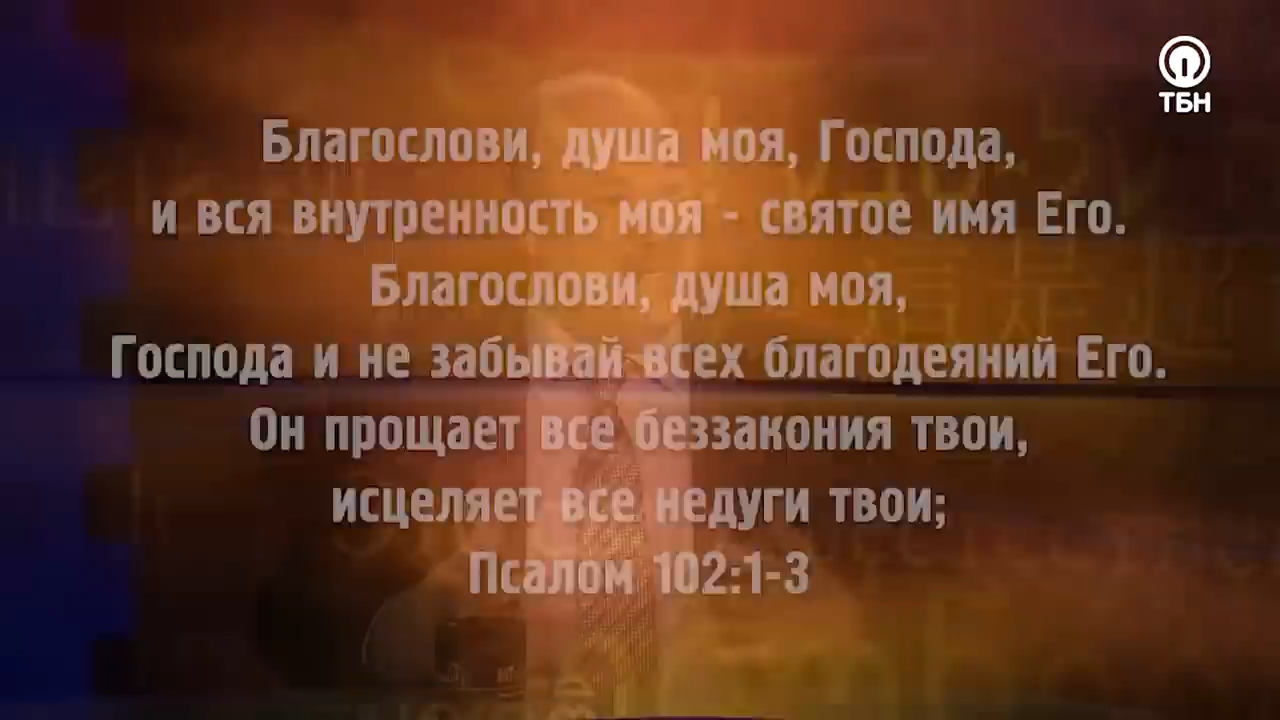 ТБН
Благослови, душа моя, Господа,
и вся внутренность моя - святое имя Его.
Благослови, душа моя,
Господа и не забывай всех благодеяний Его.
Он прощает все беззакония твои,
исцеляет все недуги твои;
Псалом 102:1-3